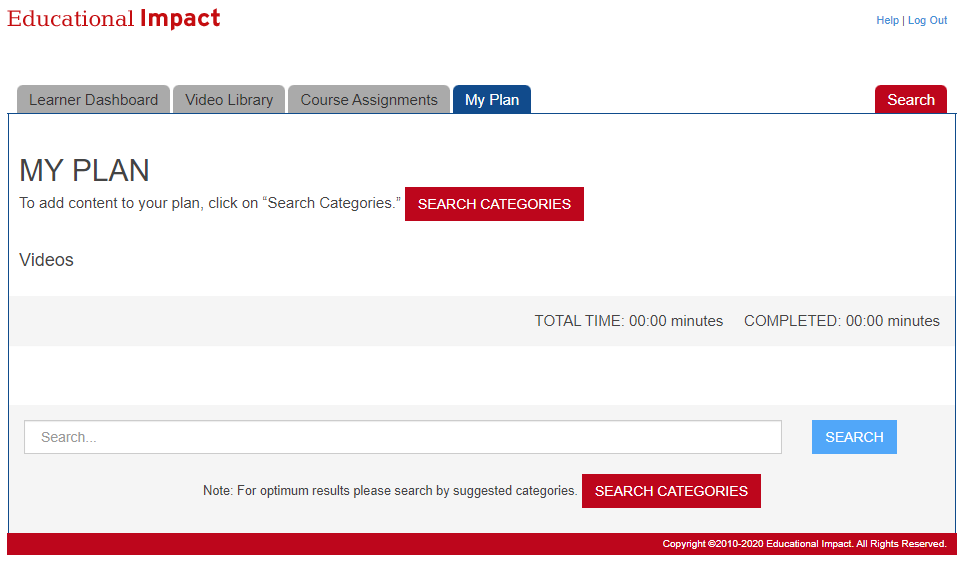 Educational Impact
Help | Log Out
Learner Dashboard Video Library Course Assignments My Plan Search
MY PLAN
To add content to your plan, click on “Search Categories.” SEARCH CATEGORIES
Videos
TOTAL TIME: 00:00 minutes COMPLETED: 00:00 minutes
Search... SEARCH
Note: For optimum results please search by suggested categories. SEARCH CATEGORIES
Copyright ©2010-2020 Educational Impact. All Rights Reserved.